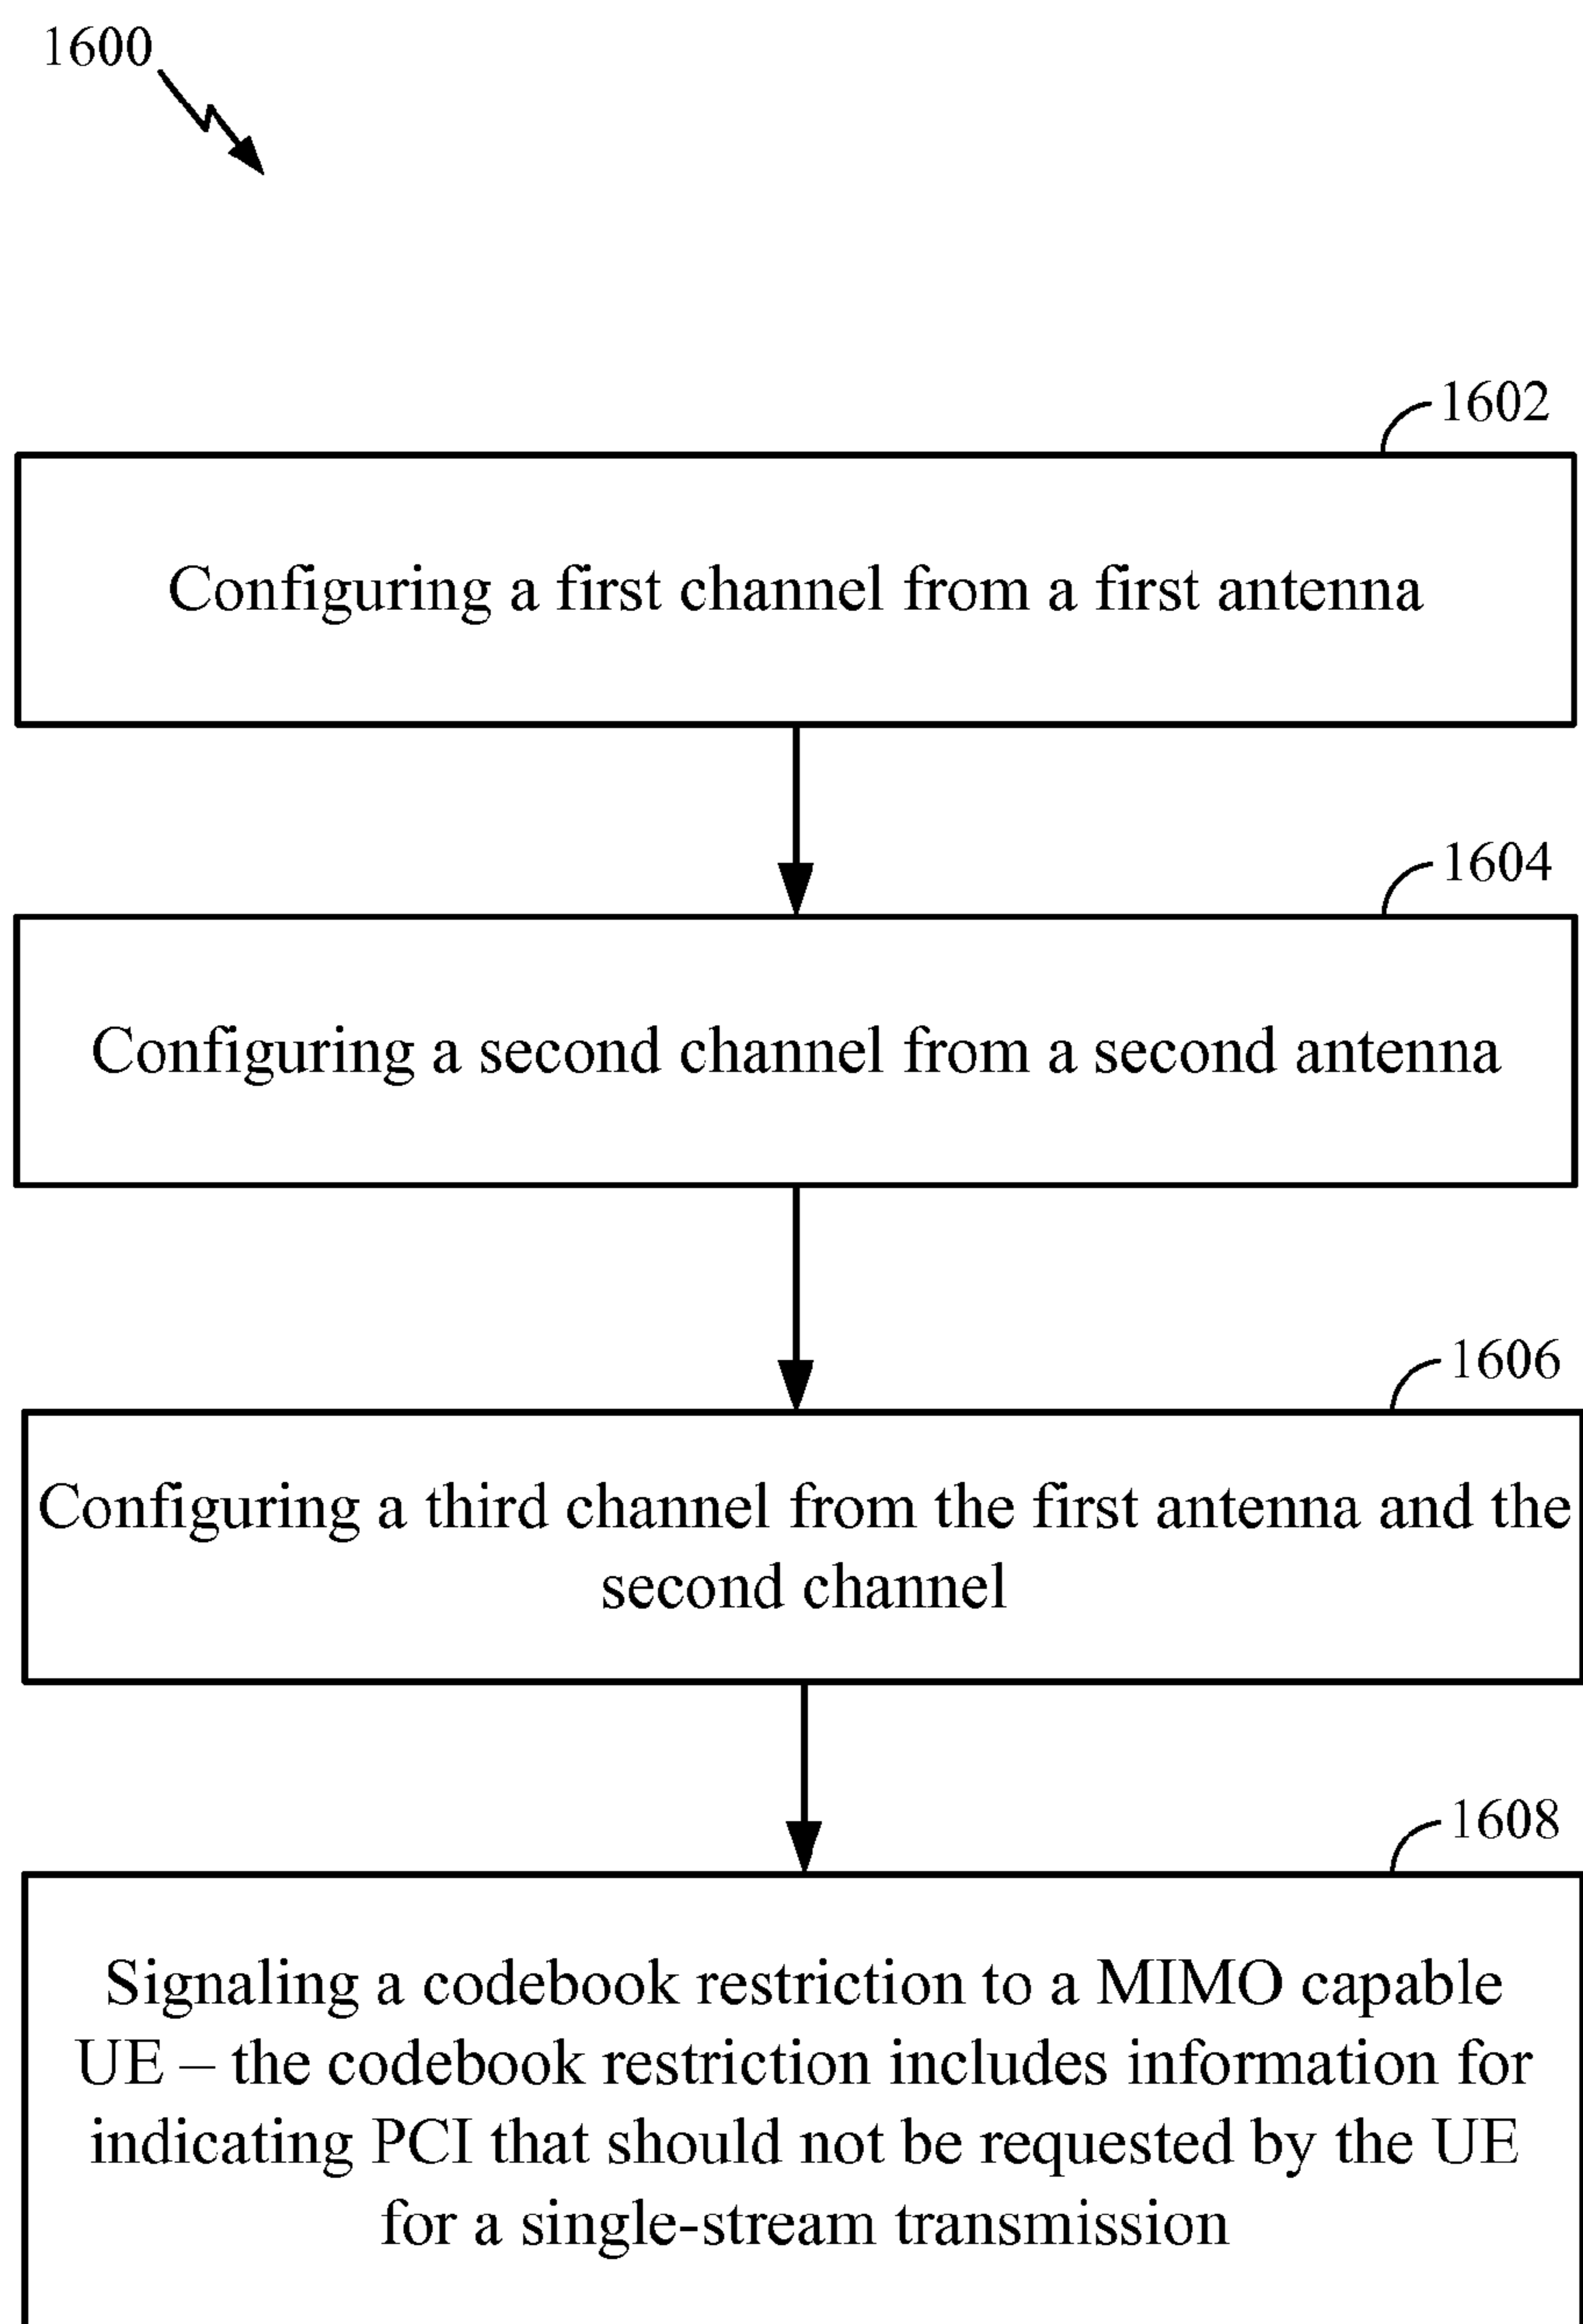 1600
1602
Configuring a first channel from a first antenna
1604
Configuring a second channel from a second antenna
1606
Configuring a third channel from the first antenna and the
second channel
1608
Signaling a codebook restriction to a MIMO capable
UE – the codebook restriction includes information for
indicating PCI that should not be requested by the UE
for a single-stream transmission